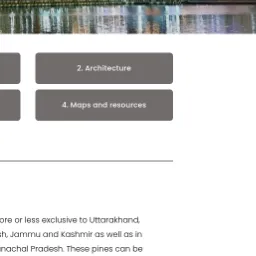 2. Architecture
4. Maps and resources
ore or less exclusive to Uttarakhand,
sh, Jammu and Kashmir as well as in
nachal Pradesh. These pines can be